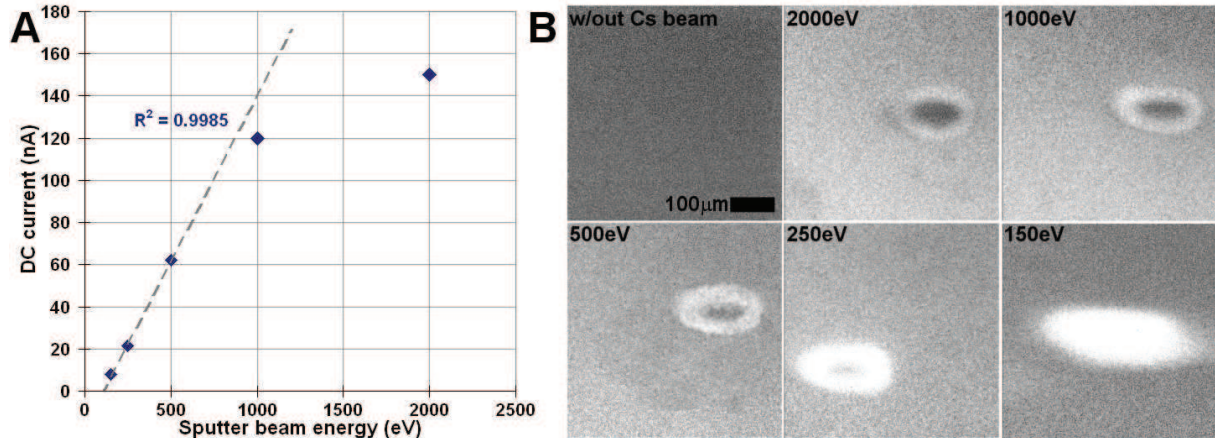 A
180
160
140
120
100
80
60
40
20
0
DC current (nA)
R² = 0.9985
0 500 1000 1500 2000 2500
Sputter beam energy (eV)
B
w/out Cs beam
2000eV
1000eV
100μm
500eV
250eV
150eV